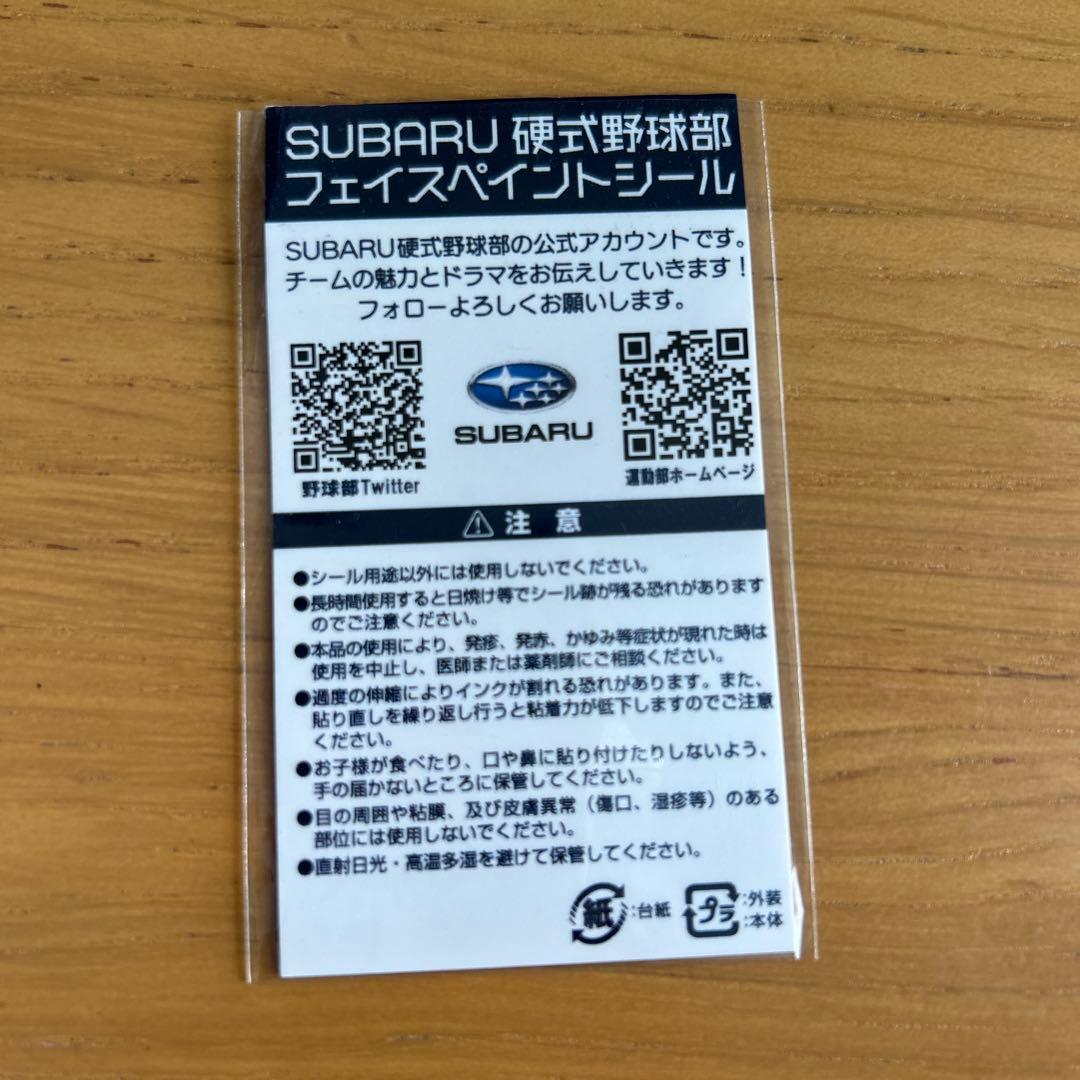 SUBARU 硬式野球部
フェイスペイントシール
SUBARU硬式野球部の公式アカウントです。
チームの魅力とドラマをお伝えしていきます！
フォローよろしくお願いします。
SUBARU
野球部Twitter
運動部ホームページ
注 意
●シール用途以外には使用しないでください。
●長時間使用すると日焼け等でシール跡が残る恐れがあります
のでご注意ください。
●本品の使用により、発疹、発赤、かゆみ等症状が現れた時は
使用を中止し、医師または薬剤師にご相談ください。
●過度の伸縮によりインクが割れる恐れがあります。また、
貼り直しを繰り返し行うと粘着力が低下しますのでご注意
ください。
●お子様が食べたり、口や鼻に貼り付けたりしないよう、
手の届かないところに保管してください。
●目の周囲や粘膜、及び皮膚異常（傷口、湿疹等）のある
部位には使用しないでください。
●直射日光・高温多湿を避けて保管してください。
紙:台紙
プラ:外装
:本体